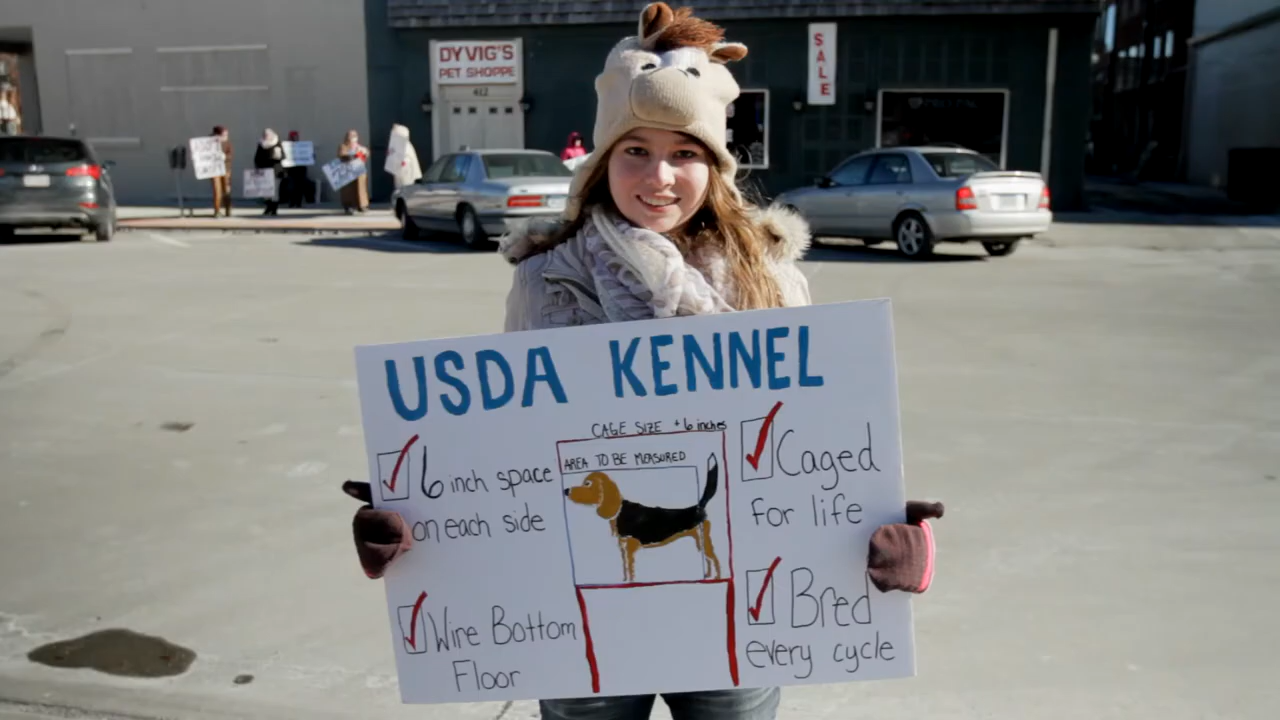 DYVIG'S
PET SHOPPE
412
SALE
USDA KENNEL
CAGE SIZE + 6 inches
AREA TO BE MEASURED
6 inch space
on each side
Wire Bottom
Floor
Caged
for life
Bred
every cycle